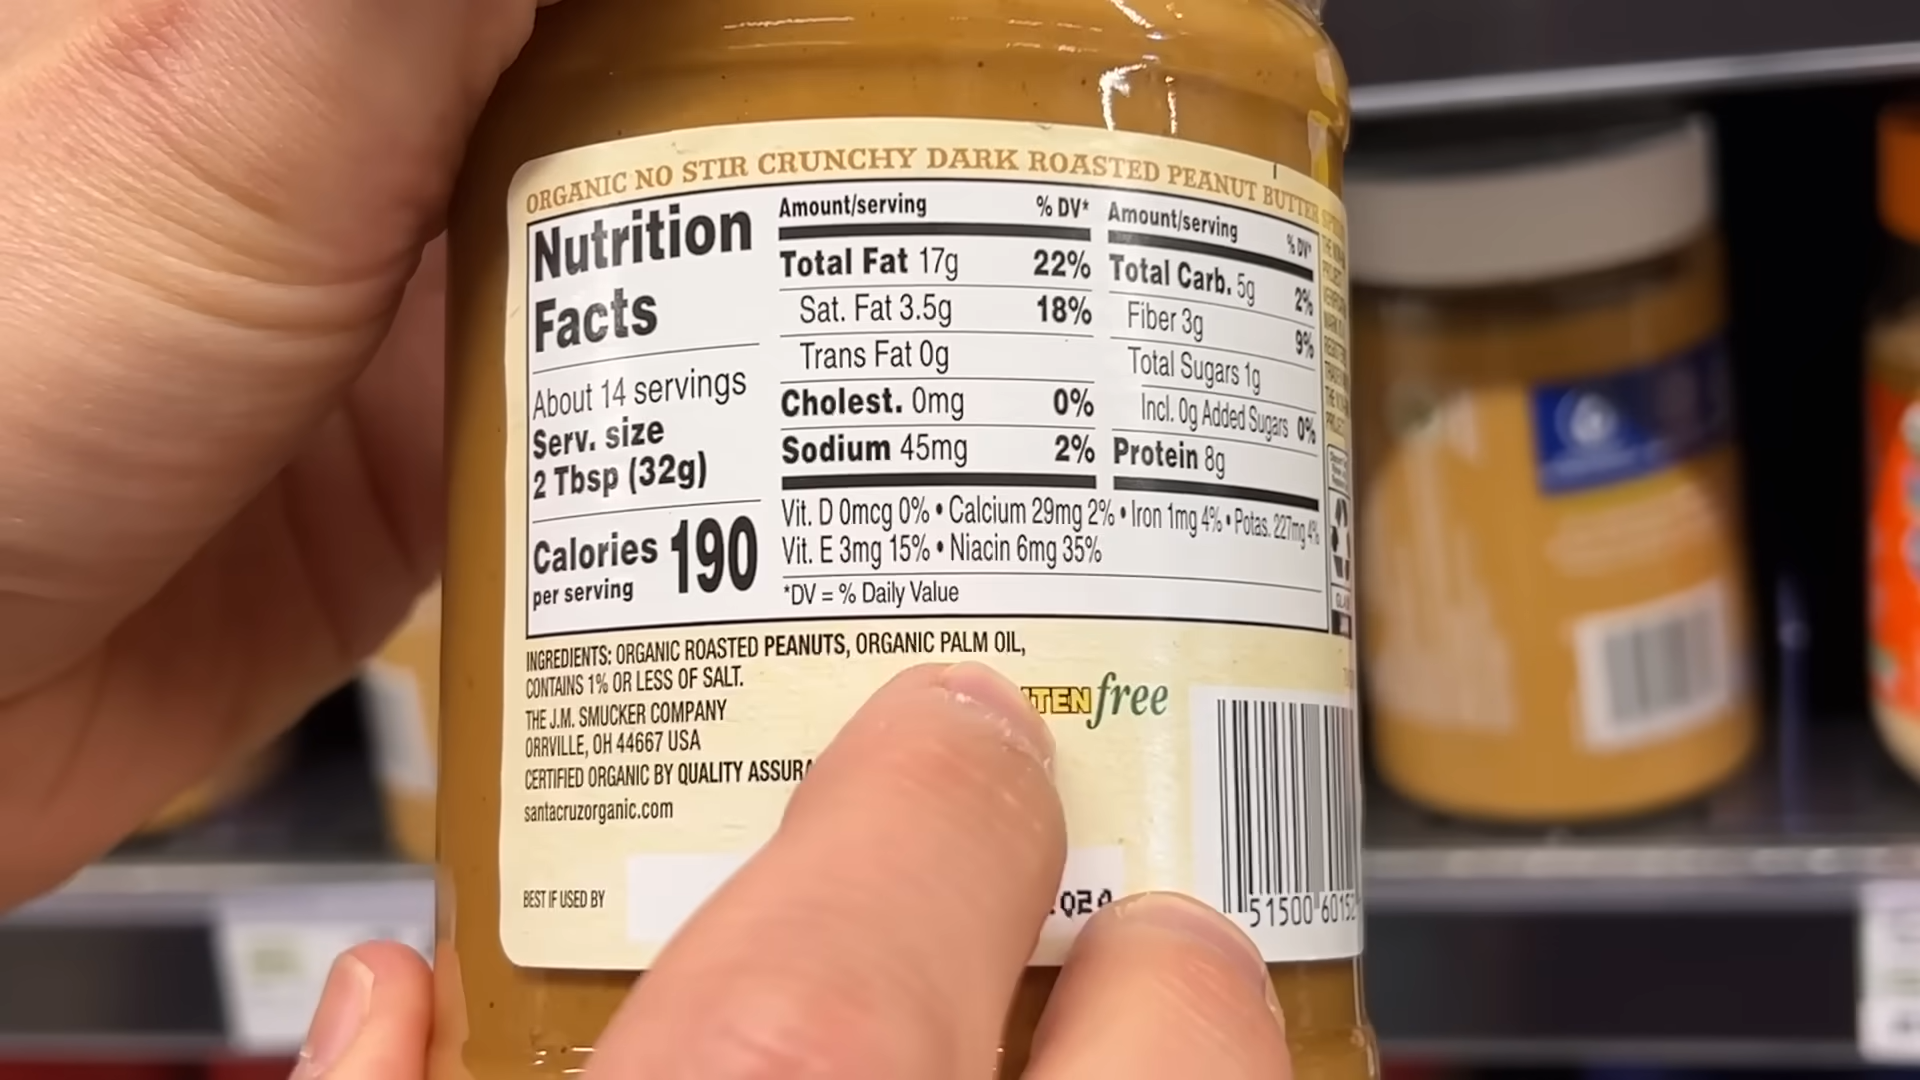 ORGANIC NO STIR CRUNCHY DARK ROASTED PEANUT BUTTER
Nutrition
Facts
About 14 servings
Serv. size
2 Tbsp (32g)
Calories 190
per serving
Amount/serving % DV*
Total Fat 17g 22%
Sat. Fat 3.5g 18%
Trans Fat 0g
Cholest. 0mg 0%
Sodium 45mg 2%
Amount/serving % DV*
Total Carb. 5g 2%
Fiber 3g 9%
Total Sugars 1g
Incl. 0g Added Sugars 0%
Protein 8g
Vit. D 0mcg 0% • Calcium 29mg 2% • Iron 1mg 4% • Potas. 227mg 4%
Vit. E 3mg 15% • Niacin 6mg 35%
*DV = % Daily Value
INGREDIENTS: ORGANIC ROASTED PEANUTS, ORGANIC PALM OIL,
CONTAINS 1% OR LESS OF SALT.
free
THE J.M. SMUCKER COMPANY
ORRVILLE, OH 44667 USA
CERTIFIED ORGANIC BY QUALITY
santacruzorganic.com
BEST IF USED BY
51500